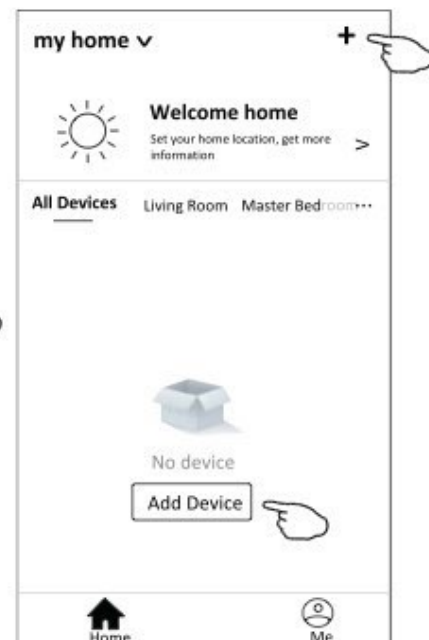 my home ∨ +
Welcome home
Set your home location, get more
information >
All Devices Living Room Master Bedroom···
No device
Add Device
Home Me